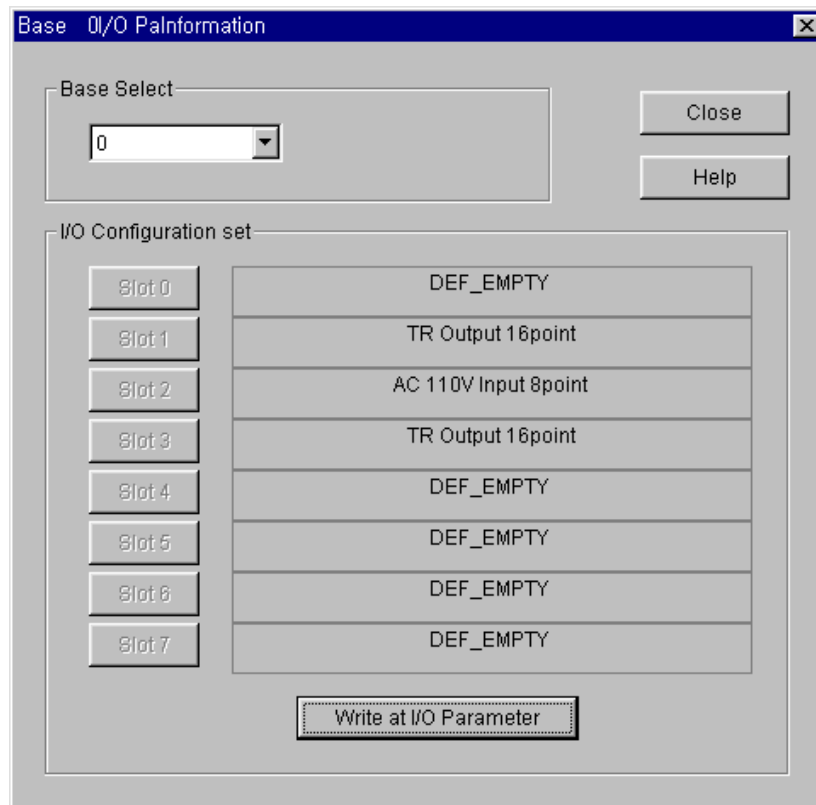 Base 0I/O PaInformation
Base Select
0
Close
Help
I/O Configuration set
Slot 0 DEF_EMPTY
Slot 1 TR Output 16point
Slot 2 AC 110V Input 8point
Slot 3 TR Output 16point
Slot 4 DEF_EMPTY
Slot 5 DEF_EMPTY
Slot 6 DEF_EMPTY
Slot 7 DEF_EMPTY
Write at I/O Parameter